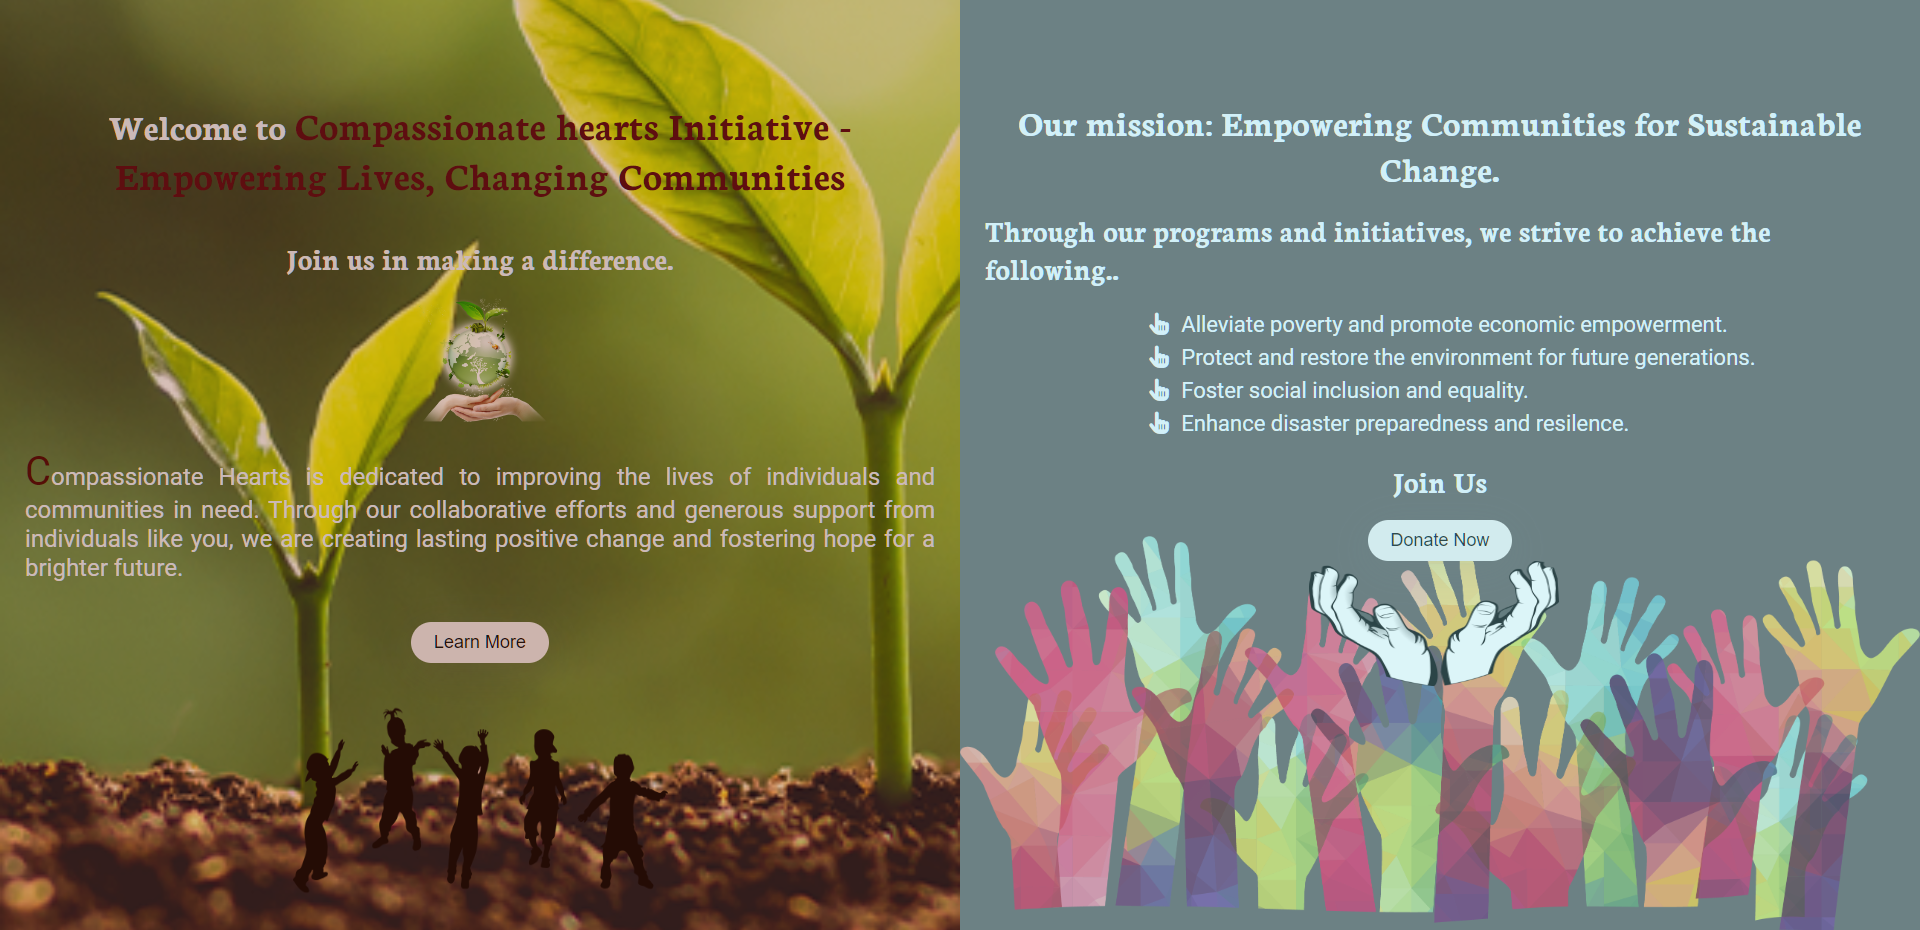 Welcome to Compassionate hearts Initiative -
Empowering Lives, Changing Communities
Join us in making a difference.
Compassionate Hearts is dedicated to improving the lives of individuals and
communities in need. Through our collaborative efforts and generous support from
individuals like you, we are creating lasting positive change and fostering hope for a
brighter future.
Learn More
Our mission: Empowering Communities for Sustainable
Change.
Through our programs and initiatives, we strive to achieve the
following..
Alleviate poverty and promote economic empowerment.
Protect and restore the environment for future generations.
Foster social inclusion and equality.
Enhance disaster preparedness and resilence.
Join Us
Donate Now